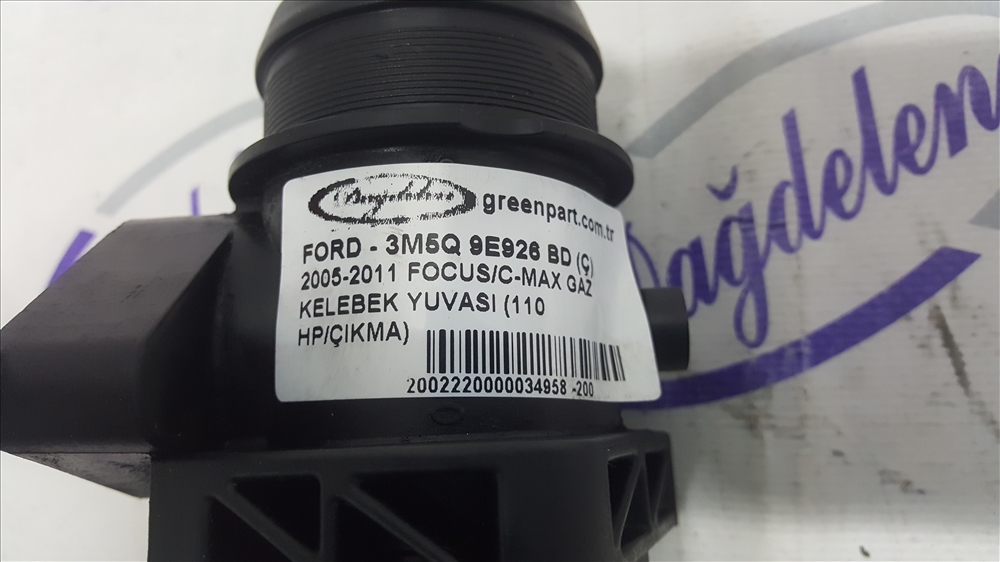 greenpart.com.tr
FORD - 3M5Q 9E926 BD (Ç)
2005-2011 FOCUS/C-MAX GAZ
KELEBEK YUVASI (110
HP/ÇIKMA)
2002220000034958 -200
Dağdelen